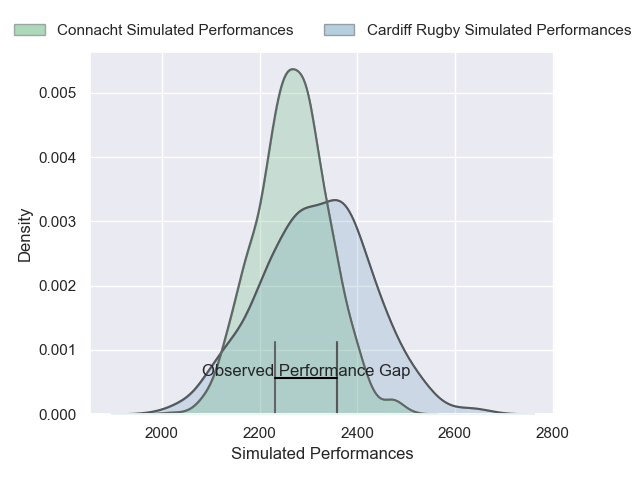 Connacht Simulated Performances
Cardiff Rugby Simulated Performances
0.005
0.004
0.003
0.002
0.001
0.000
Density
Observed Performance Gap
2000
2200
2400
2600
2800
Simulated Performances